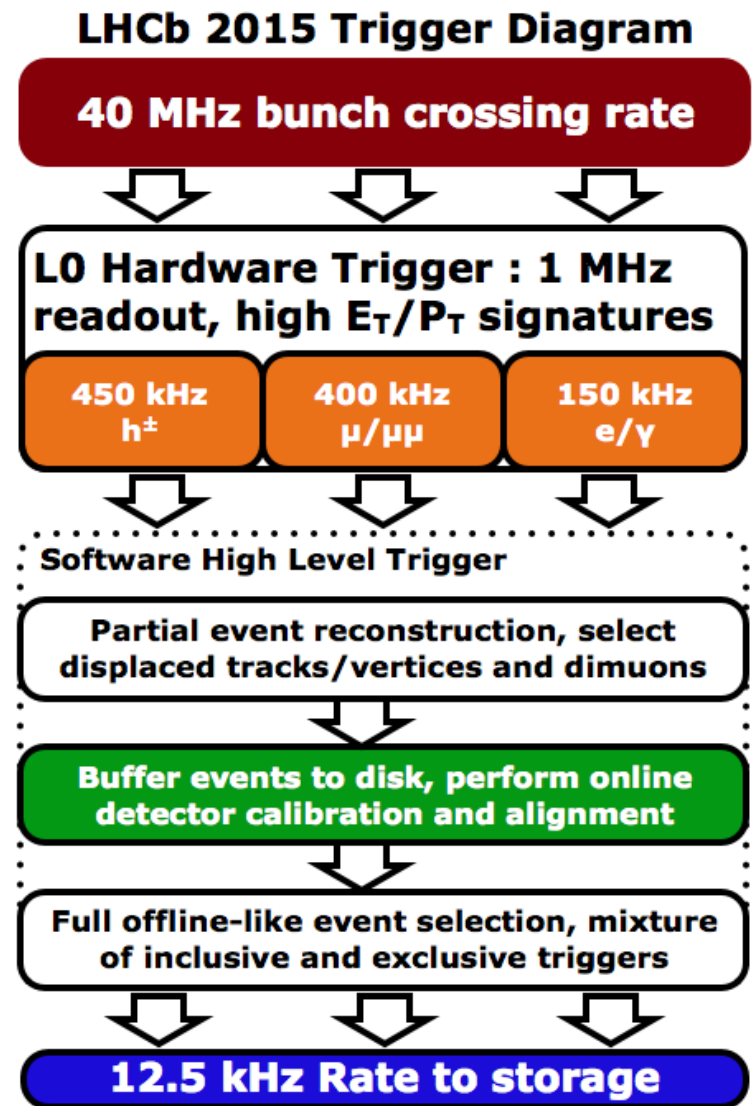 LHCb 2015 Trigger Diagram
40 MHz bunch crossing rate
L0 Hardware Trigger : 1 MHz
readout, high E_T/P_T signatures
450 kHz
h±
400 kHz
μ/μμ
150 kHz
e/γ
Software High Level Trigger
Partial event reconstruction, select
displaced tracks/vertices and dimuons
Buffer events to disk, perform online
detector calibration and alignment
Full offline-like event selection, mixture
of inclusive and exclusive triggers
12.5 kHz Rate to storage